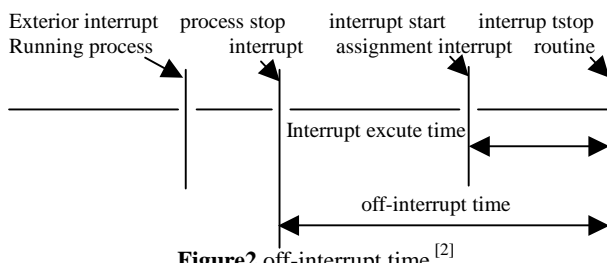 Exterior interrupt process stop interrupt start interrup tstop
Running process interrupt assignment interrupt routine
Interrupt excute time
off-interrupt time
Figure2 off-interrupt time [2]